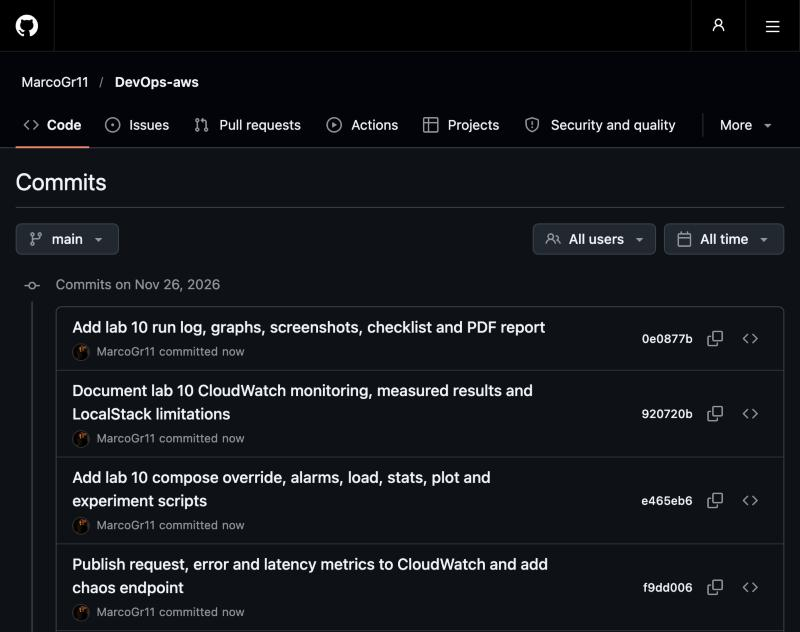 MarcoGr11 / DevOps-aws
Code Issues Pull requests Actions Projects Security and quality More
Commits
main All users All time
Commits on Nov 26, 2026
Add lab 10 run log, graphs, screenshots, checklist and PDF report
MarcoGr11 committed now
0e0877b
Document lab 10 CloudWatch monitoring, measured results and
LocalStack limitations
MarcoGr11 committed now
920720b
Add lab 10 compose override, alarms, load, stats, plot and
experiment scripts
MarcoGr11 committed now
e465eb6
Publish request, error and latency metrics to CloudWatch and add
chaos endpoint
MarcoGr11 committed now
f9dd006